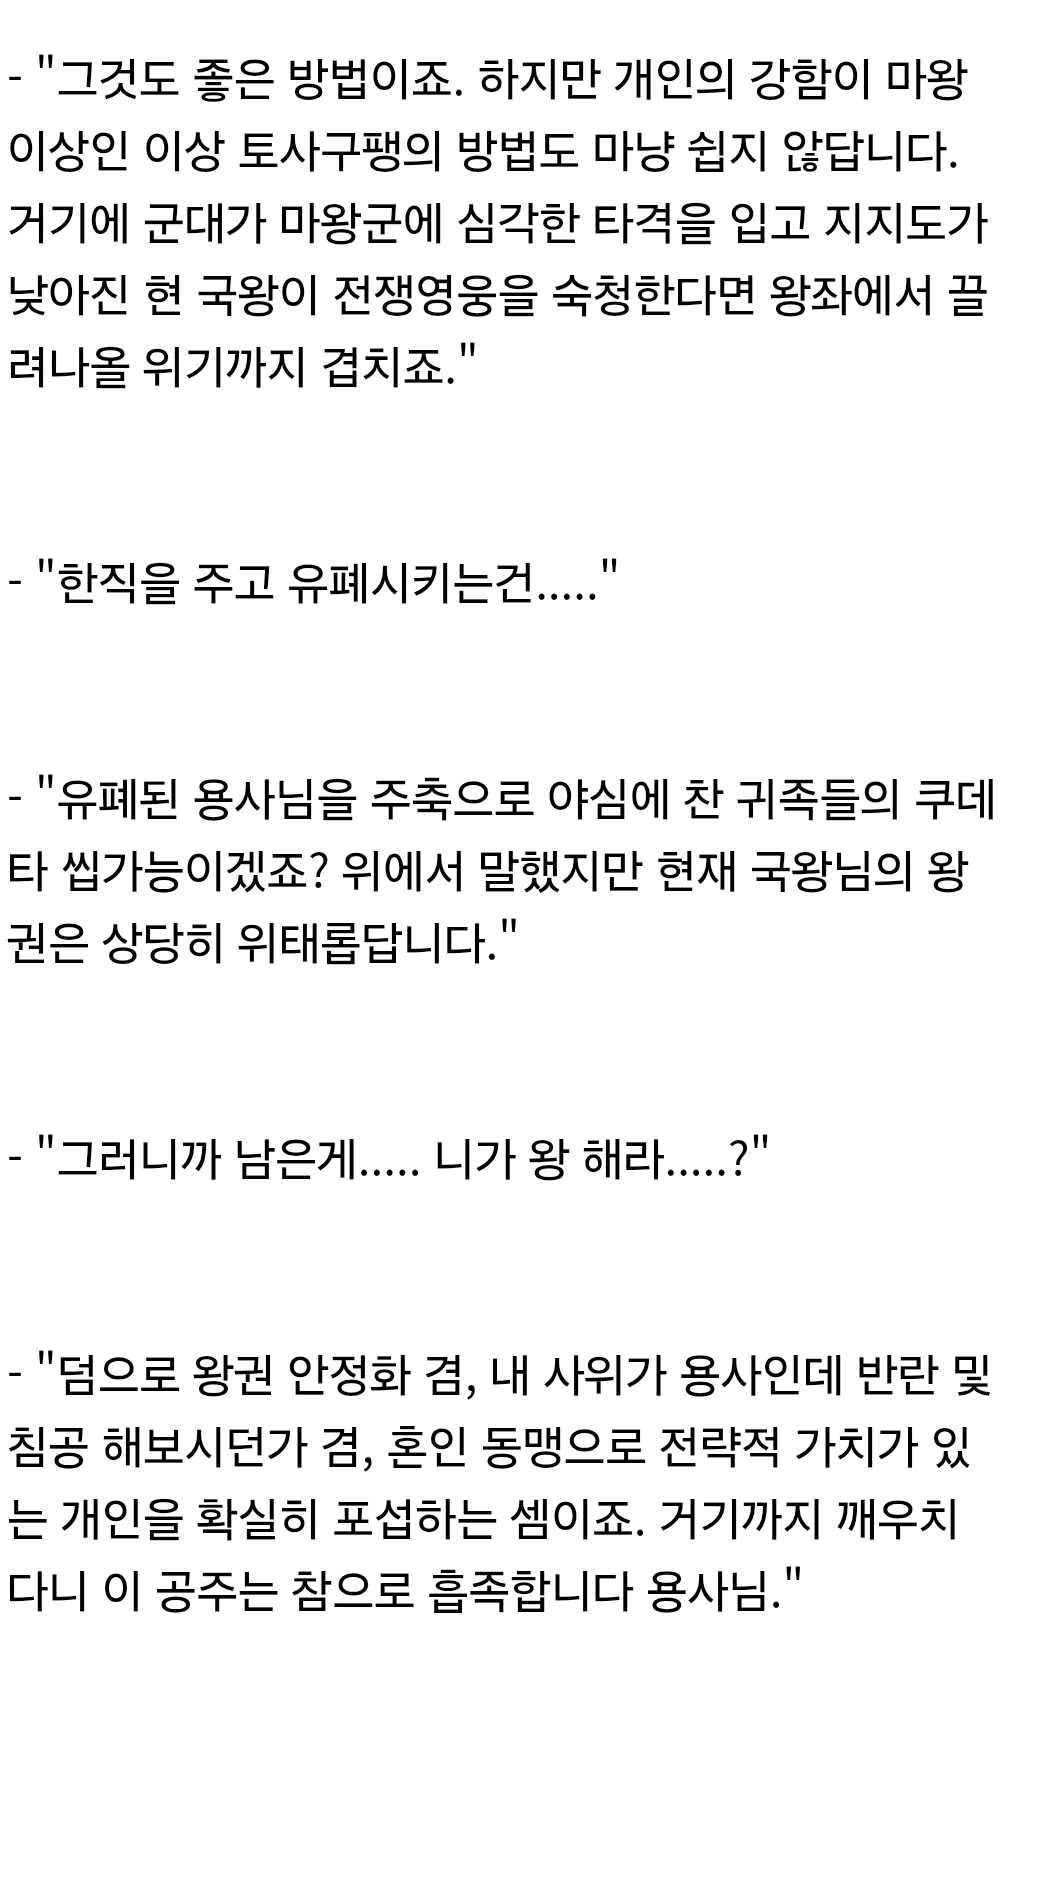 - "그것도 좋은 방법이죠. 하지만 개인의 강함이 마왕
이상인 이상 토사구팽의 방법도 마냥 쉽지 않답니다.
거기에 군대가 마왕군에 심각한 타격을 입고 지지도가
낮아진 현 국왕이 전쟁영웅을 숙청한다면 왕좌에서 끌
려나올 위기까지 겹치죠."
- "한직을 주고 유폐시키는건....."
- "유폐된 용사님을 주축으로 야심에 찬 귀족들의 쿠데
타 씹가능이겠죠? 위에서 말했지만 현재 국왕님의 왕
권은 상당히 위태롭답니다."
- "그러니까 남은게..... 니가 왕 해라.....?"
- "덤으로 왕권 안정화 겸, 내 사위가 용사인데 반란 및
침공 해보시던가 겸, 혼인 동맹으로 전략적 가치가 있
는 개인을 확실히 포섭하는 셈이죠. 거기까지 깨우치
다니 이 공주는 참으로 흡족합니다 용사님."